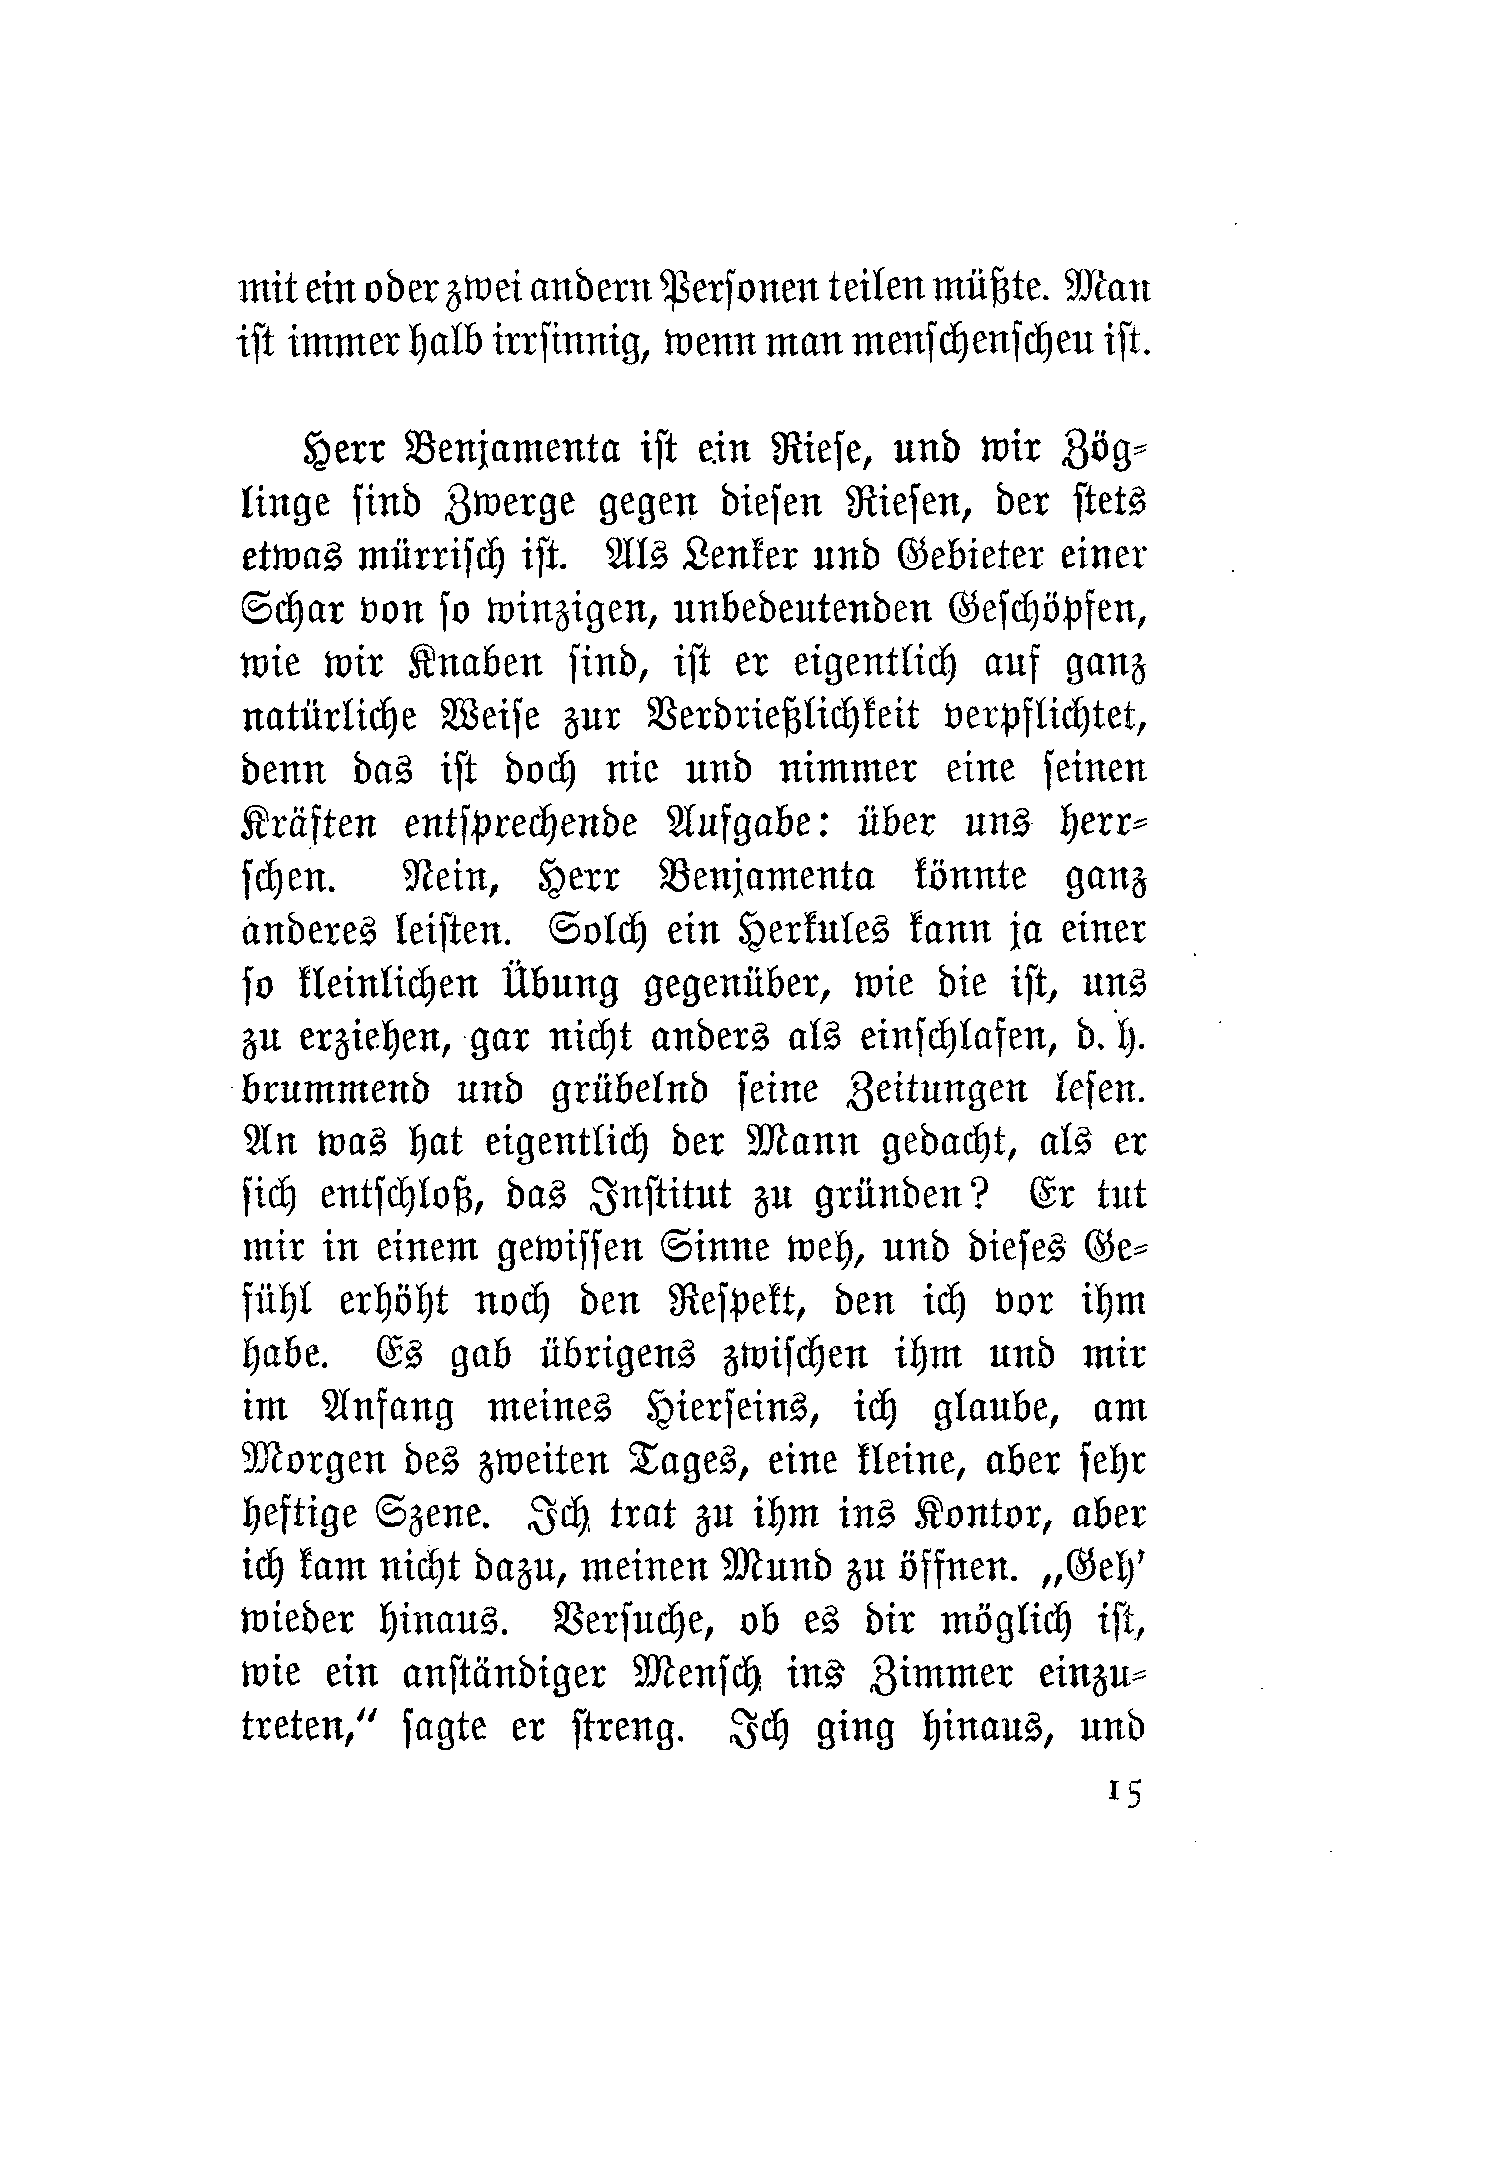 mit ein oder zwei andern Perſonen teilen müßte. Man
iſt immer halb irrſinnig, wenn man menſchenſcheu iſt.
Herr Benjamenta iſt ein Rieſe, und wir Zög-
linge ſind Zwerge gegen dieſen Rieſen, der ſtets
etwas mürriſch iſt. Als Lenker und Gebieter einer
Schar von ſo winzigen, unbedeutenden Geſchöpfen,
wie wir Knaben ſind, iſt er eigentlich auf ganz
natürliche Weiſe zur Verdrießlichkeit verpflichtet,
denn das iſt doch nie und nimmer eine ſeinen
Kräften entſprechende Aufgabe: über uns herr-
ſchen. Nein, Herr Benjamenta könnte ganz
anderes leiſten. Solch ein Herkules kann ja einer
ſo kleinlichen Übung gegenüber, wie die iſt, uns
zu erziehen, gar nicht anders als einſchlafen, d. h.
brummend und grübelnd ſeine Zeitungen leſen.
An was hat eigentlich der Mann gedacht, als er
ſich entſchloß, das Inſtitut zu gründen? Er tut
mir in einem gewiſſen Sinne weh, und dieſes Ge-
fühl erhöht noch den Reſpekt, den ich vor ihm
habe. Es gab übrigens zwiſchen ihm und mir
im Anfang meines Hierſeins, ich glaube, am
Morgen des zweiten Tages, eine kleine, aber ſehr
heftige Szene. Ich trat zu ihm ins Kontor, aber
ich kam nicht dazu, meinen Mund zu öffnen. „Geh'
wieder hinaus. Verſuche, ob es dir möglich iſt,
wie ein anſtändiger Menſch ins Zimmer einzu-
treten,“ ſagte er ſtreng. Ich ging hinaus, und
15